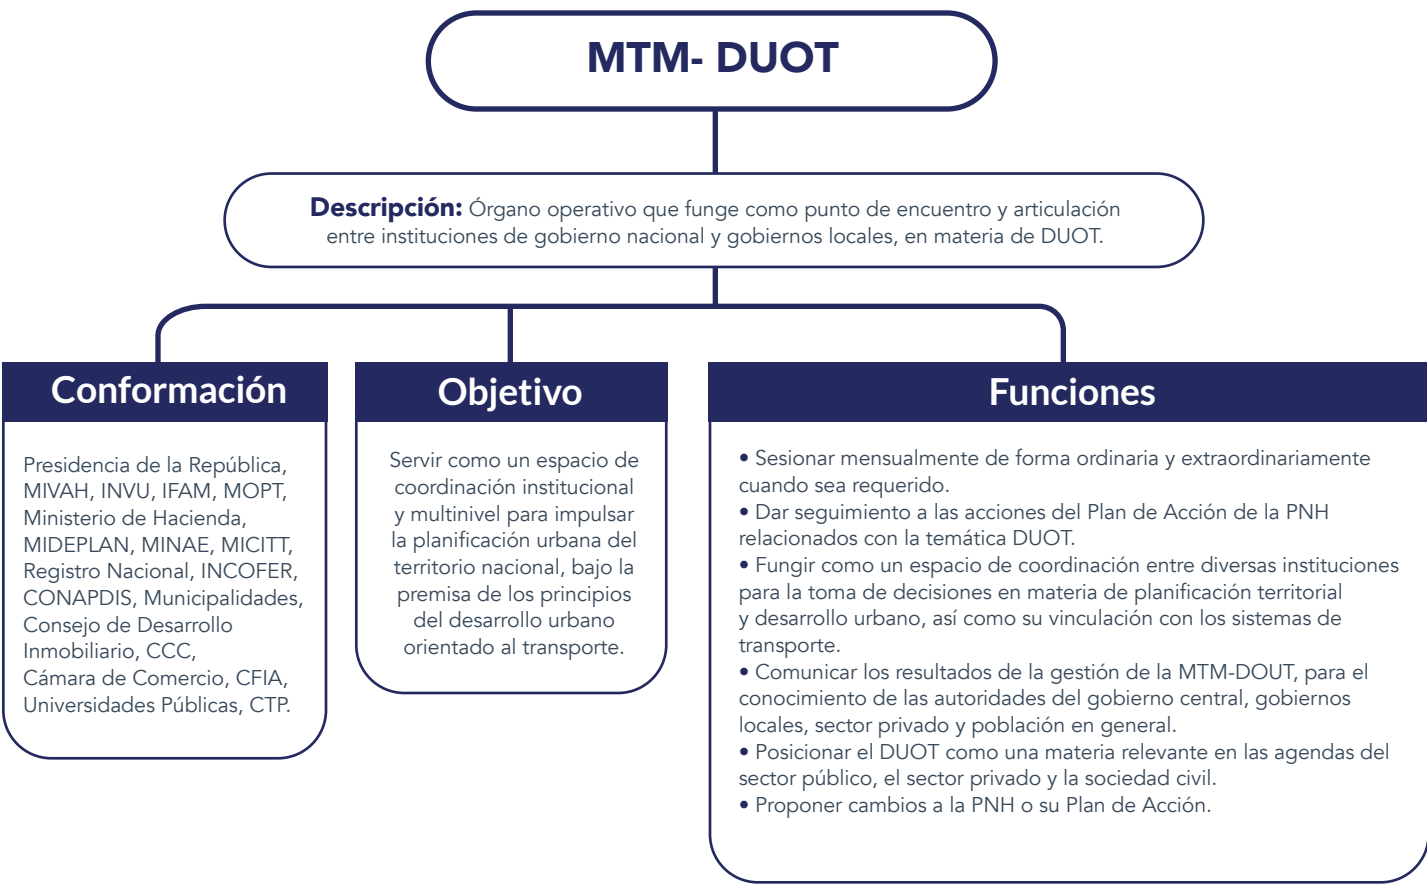 MTM- DUOT
Descripción: Órgano operativo que funge como punto de encuentro y articulación
entre instituciones de gobierno nacional y gobiernos locales, en materia de DUOT.
Conformación
Presidencia de la República,
MIVAH, INVU, IFAM, MOPT,
Ministerio de Hacienda,
MIDEPLAN, MINAE, MICITT,
Registro Nacional, INCOFER,
CONAPDIS, Municipalidades,
Consejo de Desarrollo
Inmobiliario, CCC,
Cámara de Comercio, CFIA,
Universidades Públicas, CTP.
Objetivo
Servir como un espacio de
coordinación institucional
y multinivel para impulsar
la planificación urbana del
territorio nacional, bajo la
premisa de los principios
del desarrollo urbano
orientado al transporte.
Funciones
• Sesionar mensualmente de forma ordinaria y extraordinariamente
cuando sea requerido.
• Dar seguimiento a las acciones del Plan de Acción de la PNH
relacionados con la temática DUOT.
• Fungir como un espacio de coordinación entre diversas instituciones
para la toma de decisiones en materia de planificación territorial
y desarrollo urbano, así como su vinculación con los sistemas de
transporte.
• Comunicar los resultados de la gestión de la MTM-DOUT, para el
conocimiento de las autoridades del gobierno central, gobiernos
locales, sector privado y población en general.
• Posicionar el DUOT como una materia relevante en las agendas del
sector público, el sector privado y la sociedad civil.
• Proponer cambios a la PNH o su Plan de Acción.